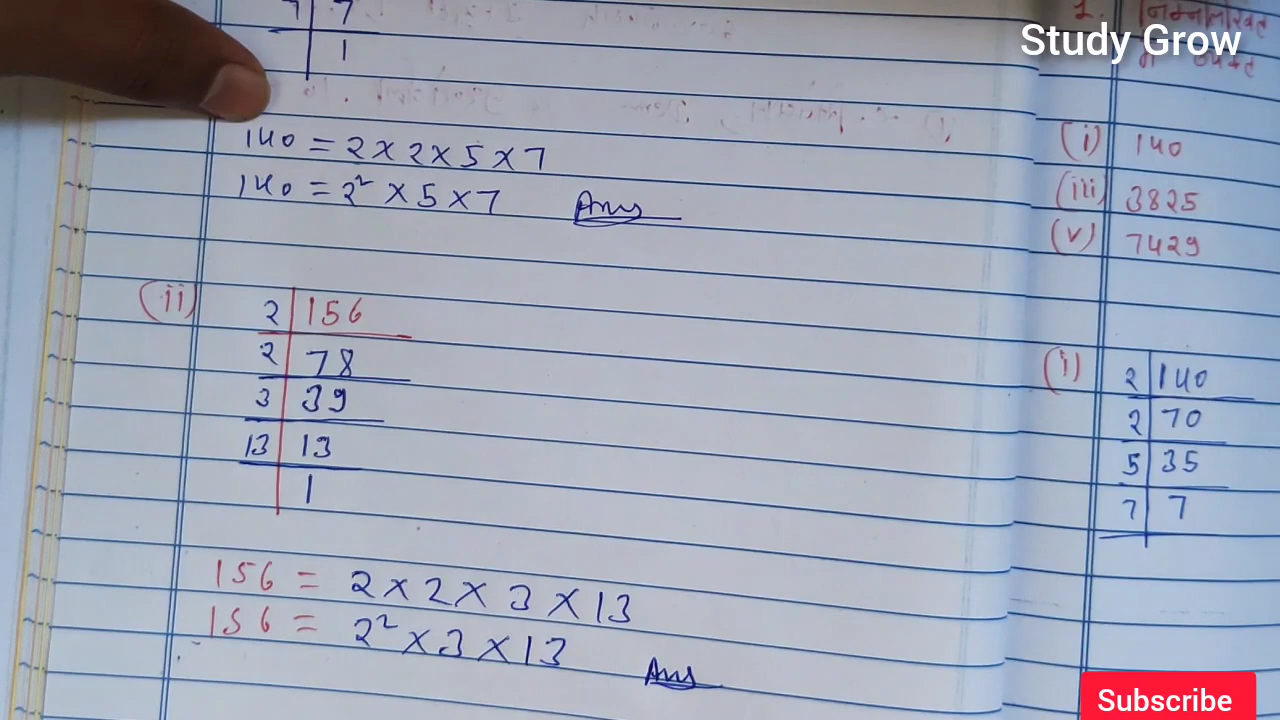 7 | 7
1
140 = 2 × 2 × 5 × 7
140 = 2² × 5 × 7 Ans
(ii)
2 | 156
2 | 78
3 | 39
13 | 13
1
156 = 2 × 2 × 3 × 13
156 = 2² × 3 × 13 Ans
1. निम्नलिखित
Study Grow
(i) 140
(iii) 3825
(v) 7429
(i)
2 | 140
2 | 70
5 | 35
7 | 7
Subscribe